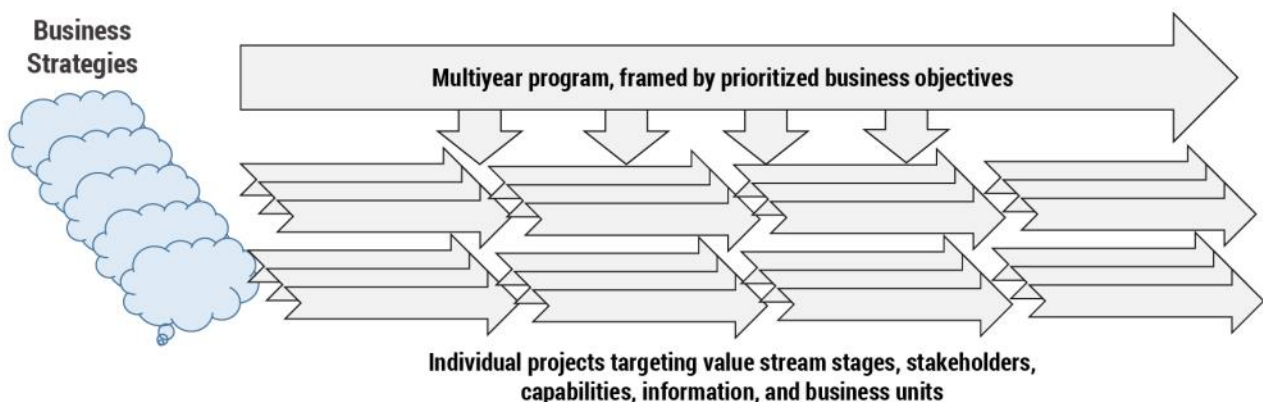 Business
Strategies
Multiyear program, framed by prioritized business objectives
Individual projects targeting value stream stages, stakeholders,
capabilities, information, and business units